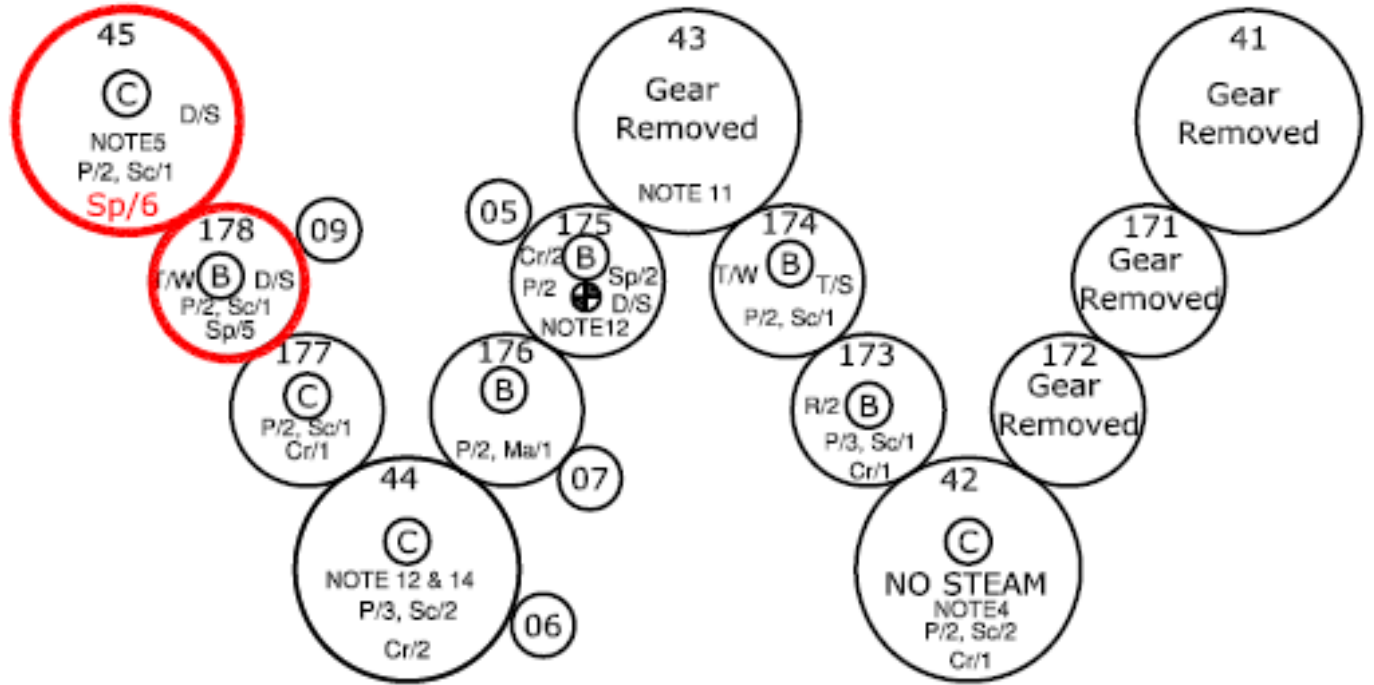 45
C
D/S
NOTE5
P/2, Sc/1
Sp/6
178
09
T/W B D/S
P/2, Sc/1
Sp/5
177
C
P/2, Sc/1
Cr/1
44
C
NOTE 12 & 14
P/3, Sc/2
Cr/2
06
176
B
P/2, Ma/1
07
05
175
Cr/2 B
P/2 Sp/2
D/S
NOTE12
43
Gear
Removed
NOTE 11
174
T/W B T/S
P/2, Sc/1
173
R/2 B
P/3, Sc/1
Cr/1
42
C
NO STEAM
NOTE4
P/2, Sc/2
Cr/1
172
Gear
Removed
171
Gear
Removed
41
Gear
Removed